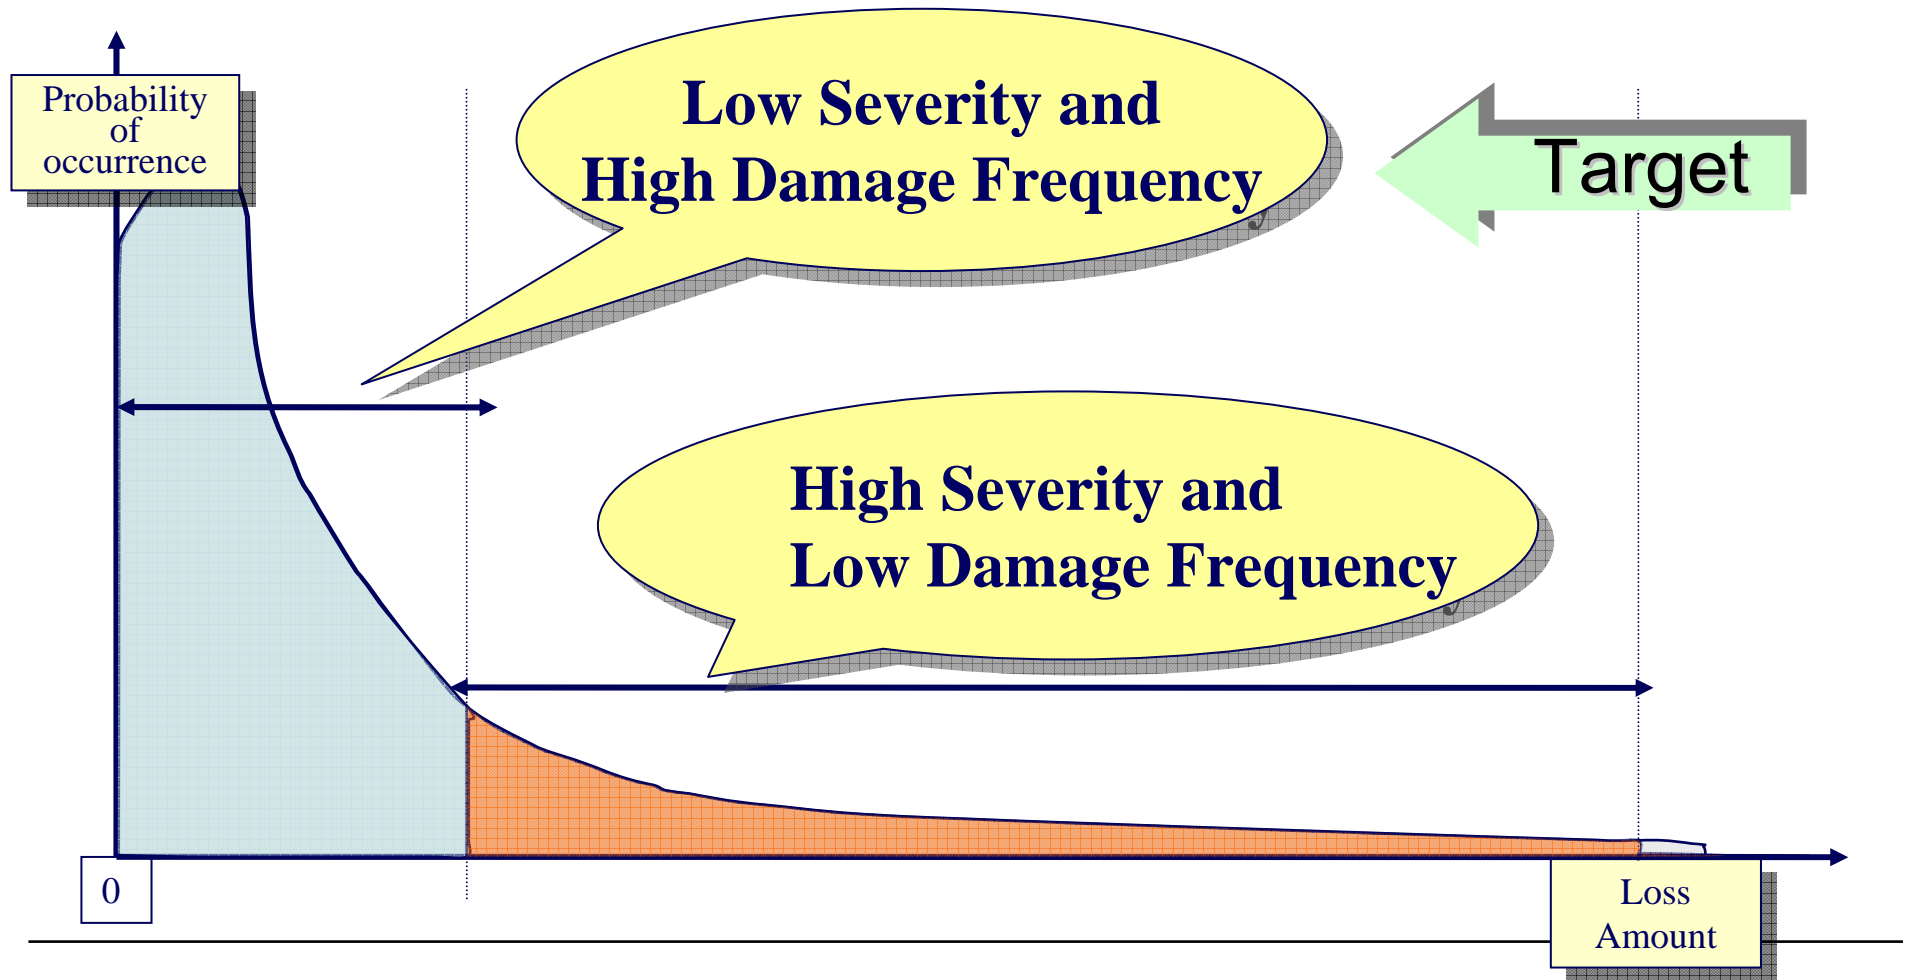 Probability
of
occurrence
Low Severity and
High Damage Frequency
Target
High Severity and
Low Damage Frequency
0
Loss
Amount